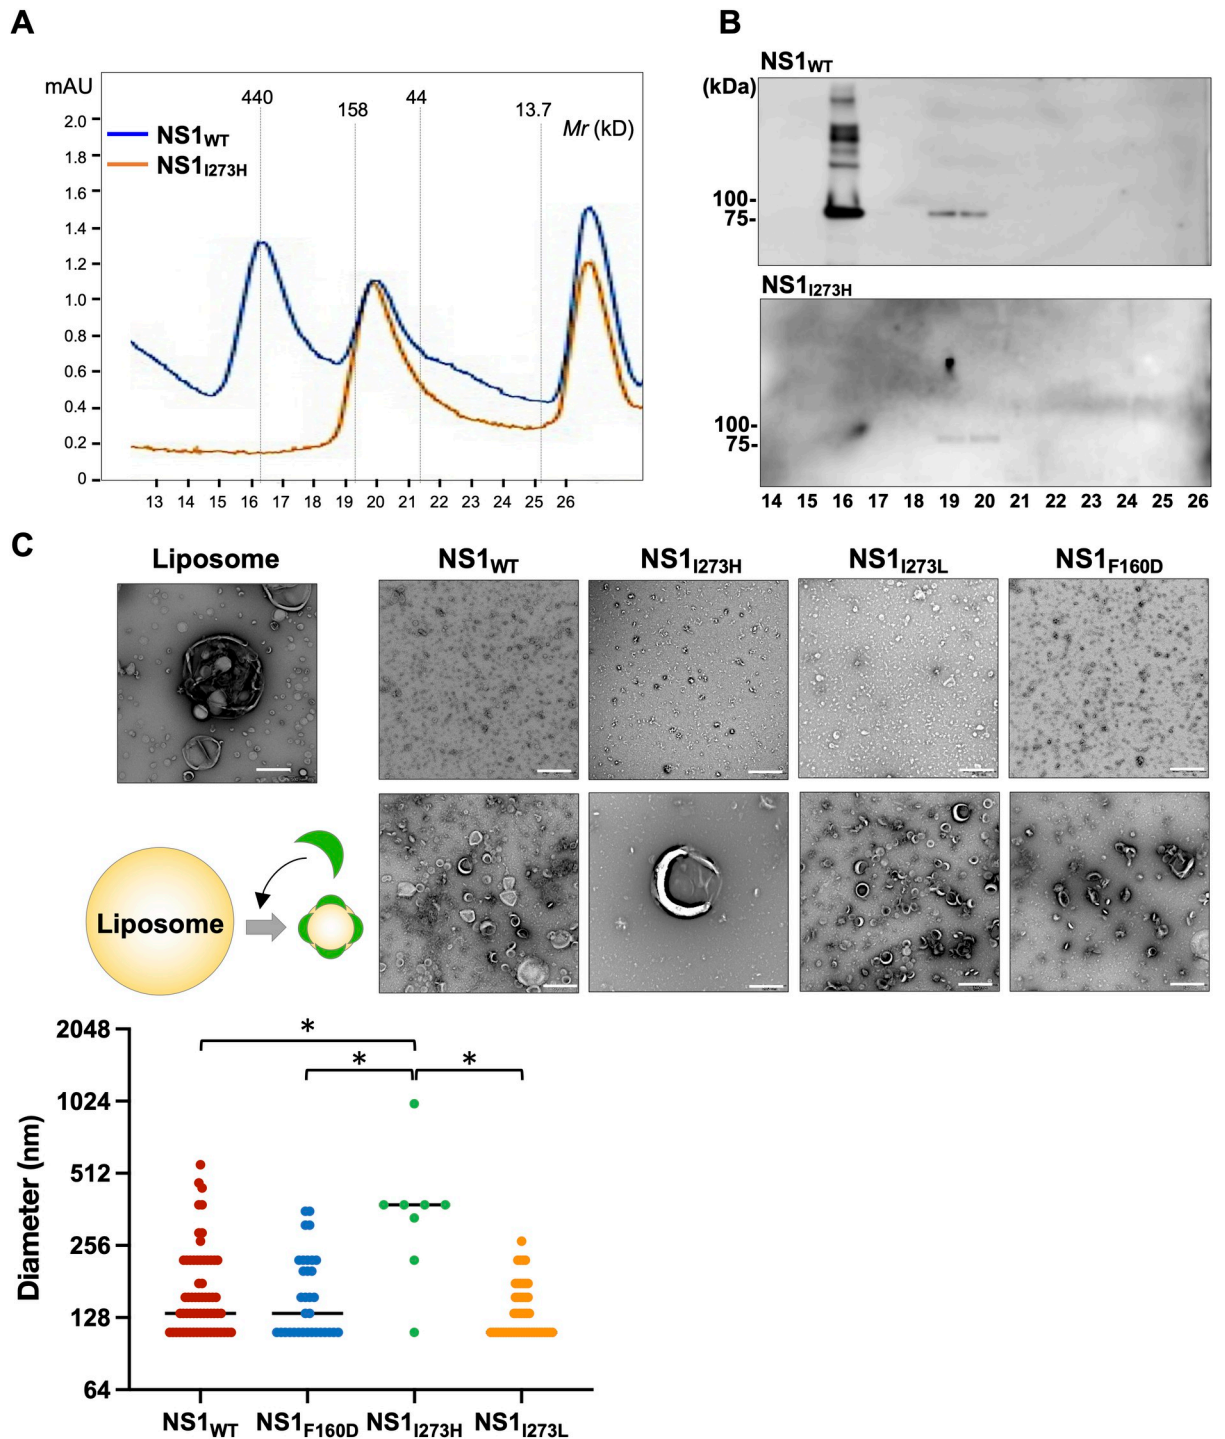 A
mAU
440
158
44
13.7
Mr (kD)
2.0
1.8
1.6
1.4
1.2
1.0
0.8
0.6
0.4
0.2
0
NS1WT
NS1I273H
13 14 15 16 17 18 19 20 21 22 23 24 25 26
B
NS1WT
(kDa)
100-
75-
NS1I273H
100-
75-
14 15 16 17 18 19 20 21 22 23 24 25 26
C
Liposome NS1WT NS1I273H NS1I273L NS1F160D
Liposome
Diameter (nm)
2048
1024
512
256
128
64
*
* *
NS1WT NS1F160D NS1I273H NS1I273L